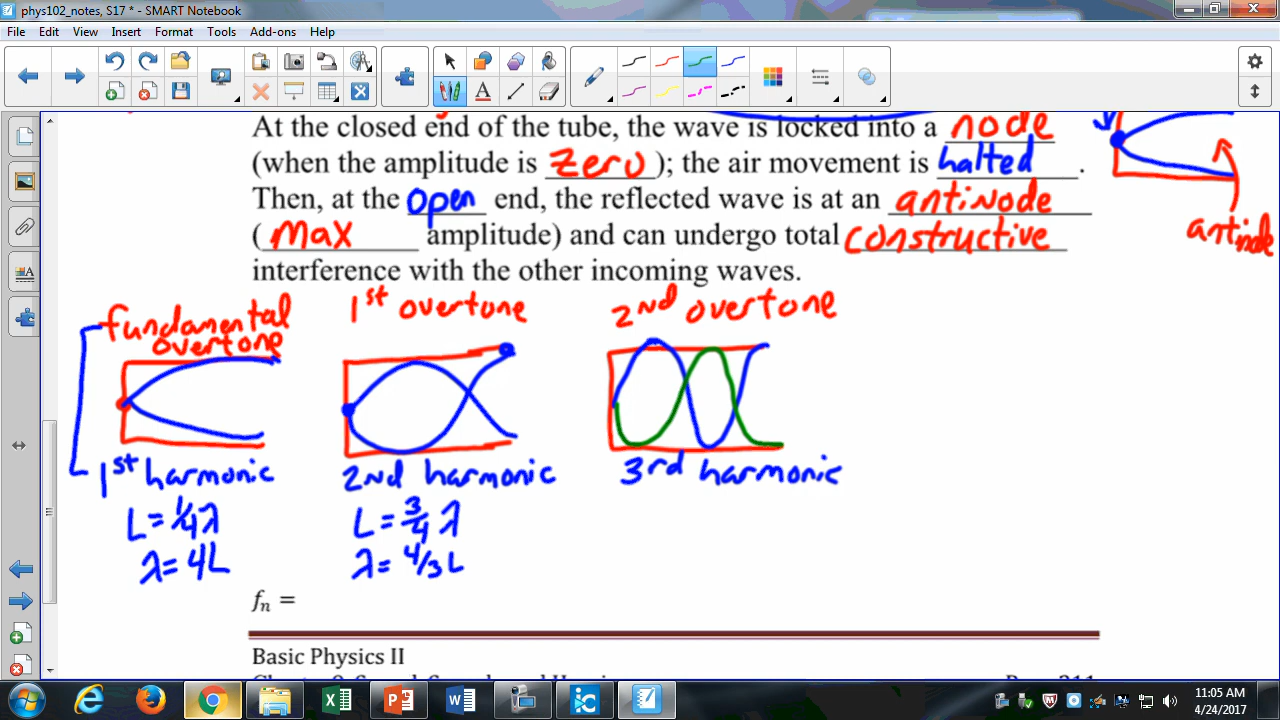 phys102_notes, S17 * - SMART Notebook
File Edit View Insert Format Tools Add-ons Help
At the closed end of the tube, the wave is locked into a node
(when the amplitude is zero); the air movement is halted.
Then, at the open end, the reflected wave is at an antinode
(max amplitude) and can undergo total constructive
interference with the other incoming waves.
antinode
fundamental
overtone
1st overtone
2nd overtone
1st harmonic
2nd harmonic
3rd harmonic
L = 1/4 λ
L = 3/4 λ
λ = 4L
λ = 4/3 L
fn =
Basic Physics II
11:05 AM
4/24/2017